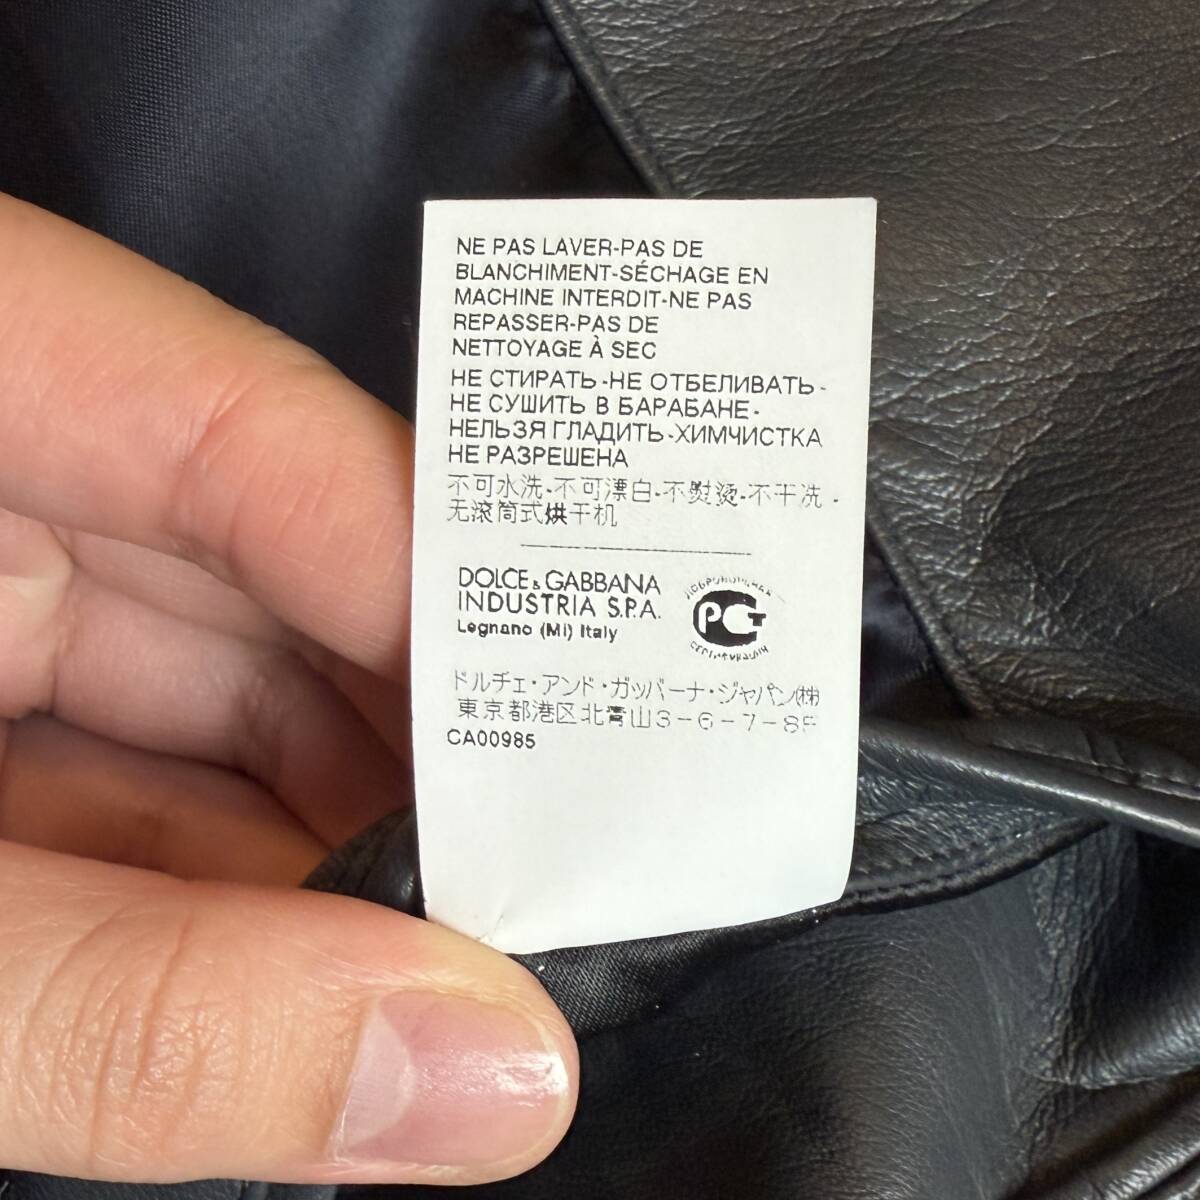 NE PAS LAVER-PAS DE
BLANCHIMENT-SÉCHAGE EN
MACHINE INTERDIT-NE PAS
REPASSER-PAS DE
NETTOYAGE À SEC
НЕ СТИРАТЬ-НЕ ОТБЕЛИВАТЬ-
НЕ СУШИТЬ В БАРАБАНЕ-
НЕЛЬЗЯ ГЛАДИТЬ-ХИМЧИСТКА
НЕ РАЗРЕШЕНА
不可水洗-不可漂白-不熨烫-不干洗-
无滚筒式烘干机
DOLCE & GABBANA
INDUSTRIA S.P.A.
Legnano (MI) Italy
ДОБРОВОЛЬНАЯ
РСТ
СЕРТИФИКАЦИЯ
ドルチェ・アンド・ガッバーナ・ジャパン㈱
東京都港区北青山3-6-7-8F
CA00985